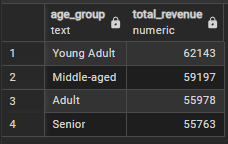 age_group total_revenue
text numeric
1 Young Adult 62143
2 Middle-aged 59197
3 Adult 55978
4 Senior 55763